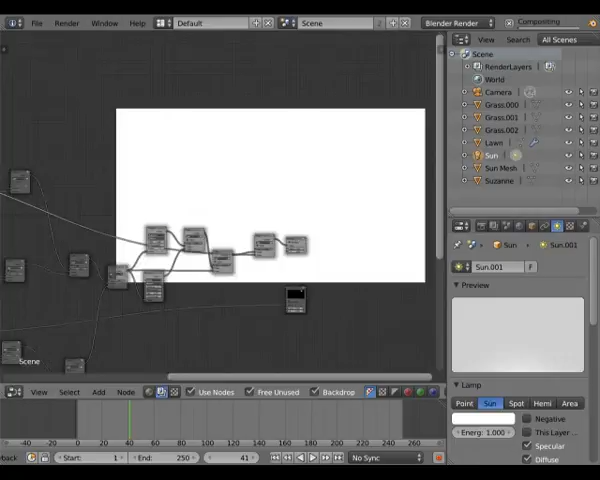 File Render Window Help Default Scene 2 Blender Render Compositing
View Search All Scenes
Scene
RenderLayers
World
Camera
Grass.000
Grass.001
Grass.002
Lawn
Sun
Sun Mesh
Suzanne
Sun Sun.001
Sun.001 F
Preview
Scene
Lamp
View Select Add Node Use Nodes Free Unused Backdrop
Point Sun Spot Hemi Area
Negative
Energ: 1.000 This Layer ...
Specular
Diffuse
-40 -20 0 20 40 60 80 100 120 140 160 180 200 220 240 260
yback Start: 1 End: 250 41 No Sync